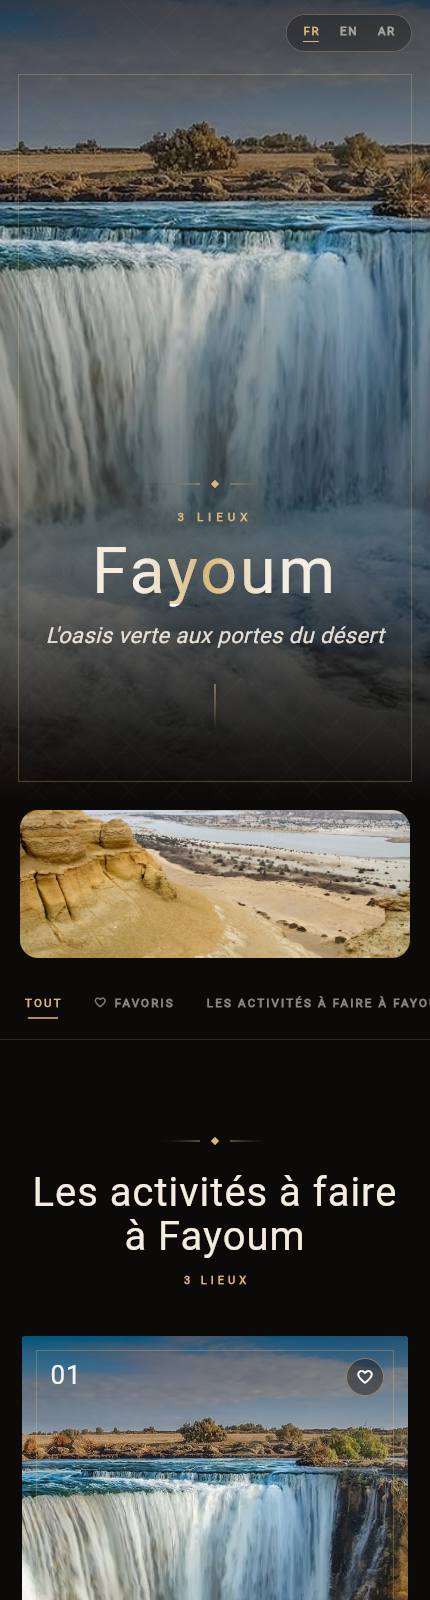 FR EN AR
3 LIEUX
Fayoum
L'oasis verte aux portes du désert
TOUT FAVORIS LES ACTIVITÉS À FAIRE À FAYO
Les activités à faire
à Fayoum
3 LIEUX
01